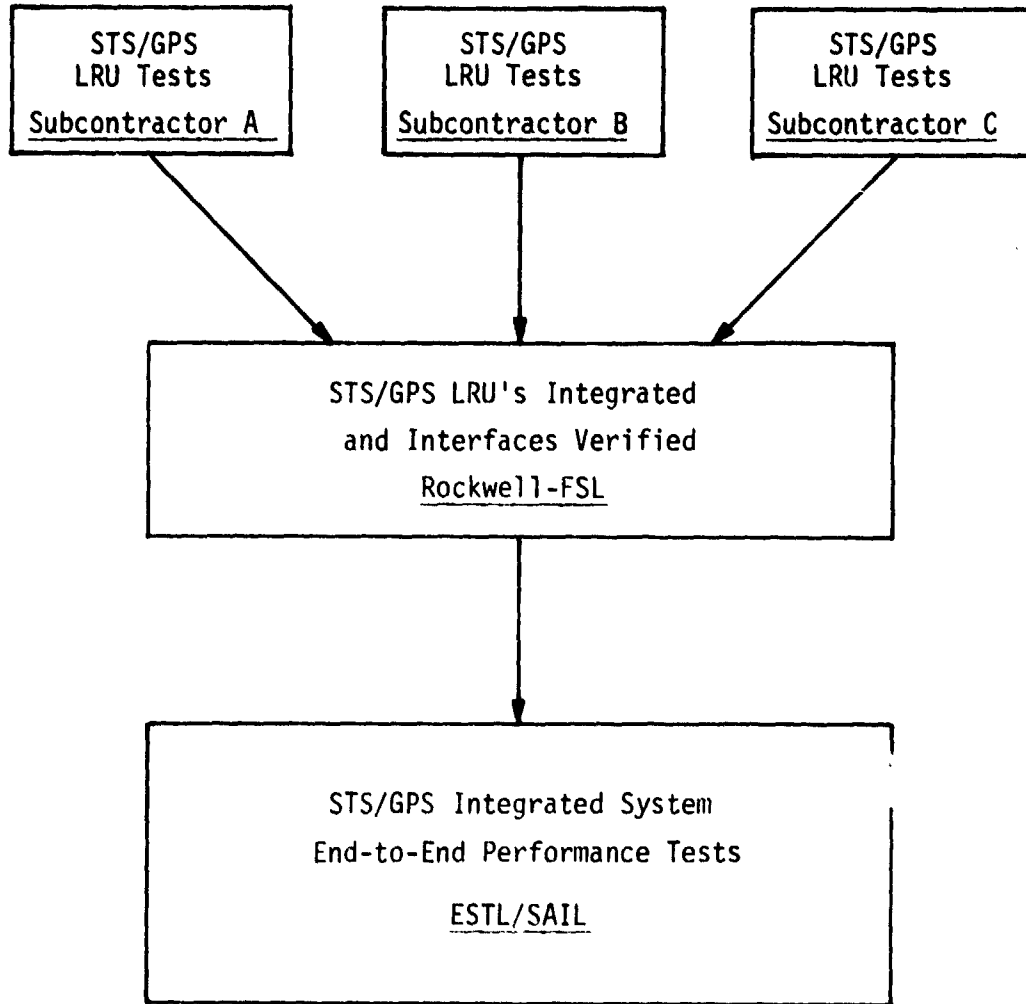 STS/GPS
LRU Tests
Subcontractor A
STS/GPS
LRU Tests
Subcontractor B
STS/GPS
LRU Tests
Subcontractor C
STS/GPS LRU's Integrated
and Interfaces Verified
Rockwell-FSL
STS/GPS Integrated System
End-to-End Performance Tests
ESTL/SAIL